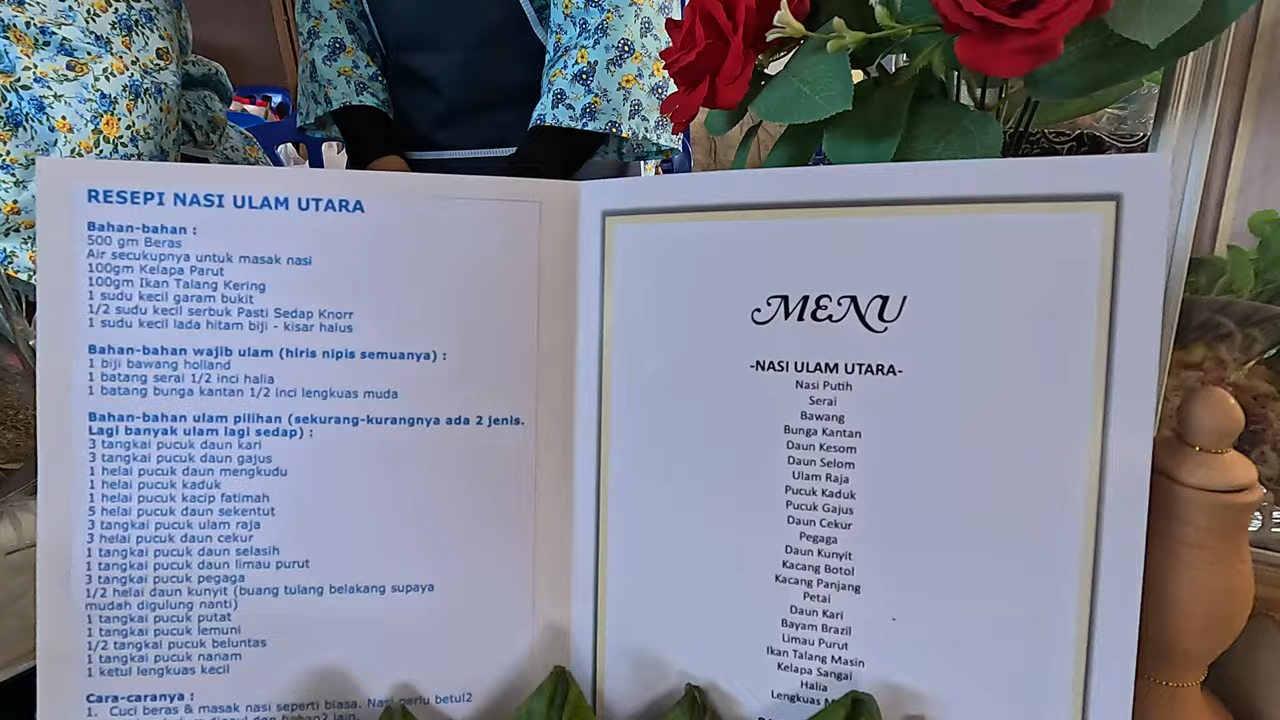 RESEPI NASI ULAM UTARA
Bahan-bahan :
500 gm Beras
Air secukupnya untuk masak nasi
100gm Kelapa Parut
100gm Ikan Talang Kering
1 sudu kecil garam bukit
1/2 sudu kecil serbuk Pasti Sedap Knorr
1 sudu kecil lada hitam biji - kisar halus
Bahan-bahan wajib ulam (hiris nipis semuanya) :
1 biji bawang holland
1 batang serai 1/2 inci halia
1 batang bunga kantan 1/2 inci lengkuas muda
Bahan-bahan ulam pilihan (sekurang-kurangnya ada 2 jenis.
Lagi banyak ulam lagi sedap) :
3 tangkai pucuk daun kari
3 tangkai pucuk daun gajus
1 helai pucuk daun mengkudu
1 helai pucuk kaduk
1 helai pucuk kacip fatimah
5 helai pucuk daun sekentut
3 tangkai pucuk ulam raja
3 helai pucuk daun cekur
1 tangkai pucuk daun selasih
1 tangkai pucuk daun limau purut
3 tangkai pucuk pegaga
1/2 helai daun kunyit (buang tulang belakang supaya
mudah digulung nanti)
1 tangkai pucuk putat
1 tangkai pucuk lemuni
1/2 tangkai pucuk beluntas
1 tangkai pucuk nanam
1 ketul lengkuas kecil
Cara-caranya :
1. Cuci beras & masak nasi seperti biasa. Nasi perlu betul2
MENU
-NASI ULAM UTARA-
Nasi Putih
Serai
Bawang
Bunga Kantan
Daun Kesom
Daun Selom
Ulam Raja
Pucuk Kaduk
Pucuk Gajus
Daun Cekur
Pegaga
Daun Kunyit
Kacang Botol
Kacang Panjang
Petai
Daun Kari
Bayam Brazil
Limau Purut
Ikan Talang Masin
Kelapa Sangai
Halia
Lengkuas